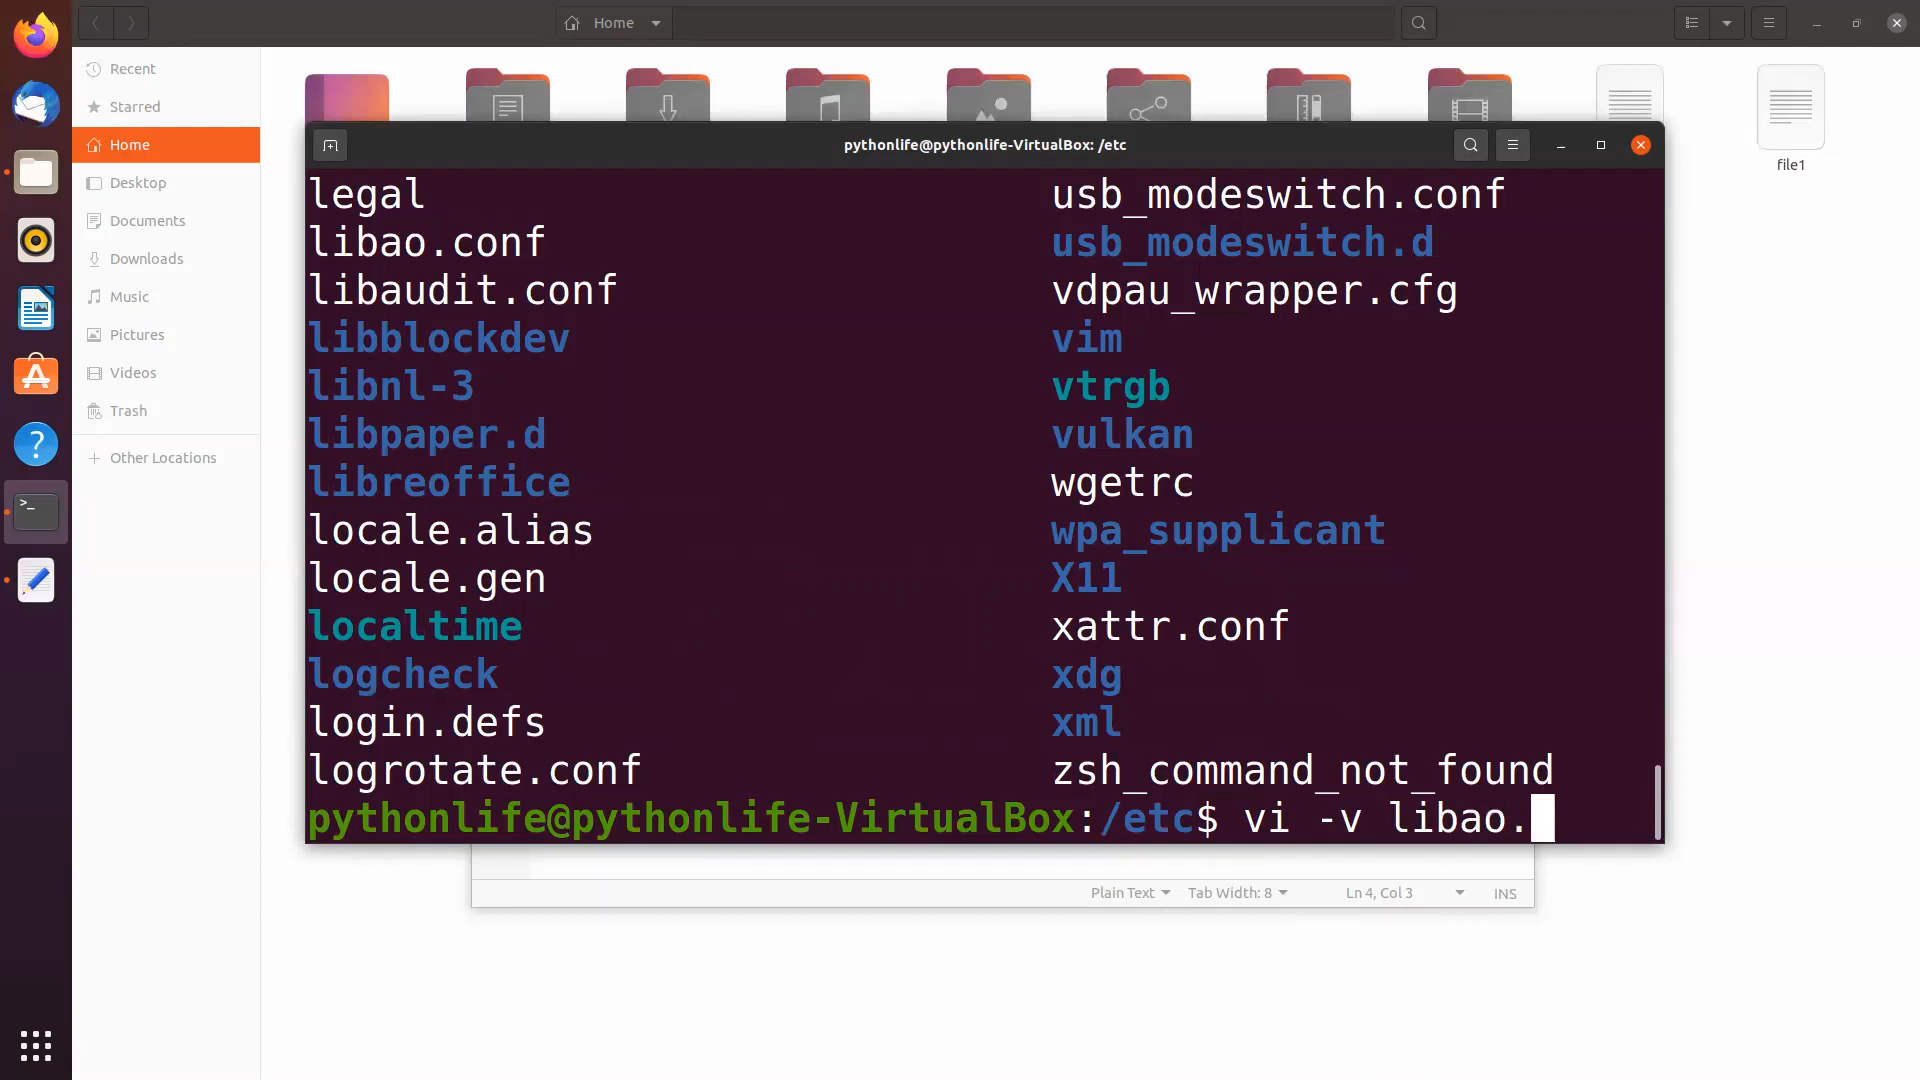 Home
Recent
Starred
Home
Desktop
Documents
Downloads
Music
Pictures
Videos
Trash
Other Locations
file1
pythonlife@pythonlife-VirtualBox: /etc
legal usb_modeswitch.conf
libao.conf usb_modeswitch.d
libaudit.conf vdpau_wrapper.cfg
libblockdev vim
libnl-3 vtrgb
libpaper.d vulkan
libreoffice wgetrc
locale.alias wpa_supplicant
locale.gen X11
localtime xattr.conf
logcheck xdg
login.defs xml
logrotate.conf zsh_command_not_found
pythonlife@pythonlife-VirtualBox:/etc$ vi -v libao.
Plain Text Tab Width: 8 Ln 4, Col 3 INS